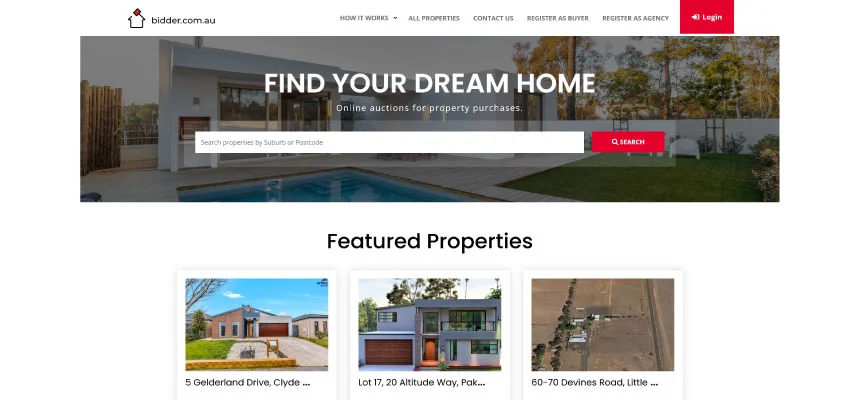 bidder.com.au
HOW IT WORKS
ALL PROPERTIES
CONTACT US
REGISTER AS BUYER
REGISTER AS AGENCY
Login
FIND YOUR DREAM HOME
Online auctions for property purchases.
Search properties by Suburb or Postcode
SEARCH
Featured Properties
5 Gelderland Drive, Clyde ...
Lot 17, 20 Altitude Way, Pak...
60-70 Devines Road, Little ...